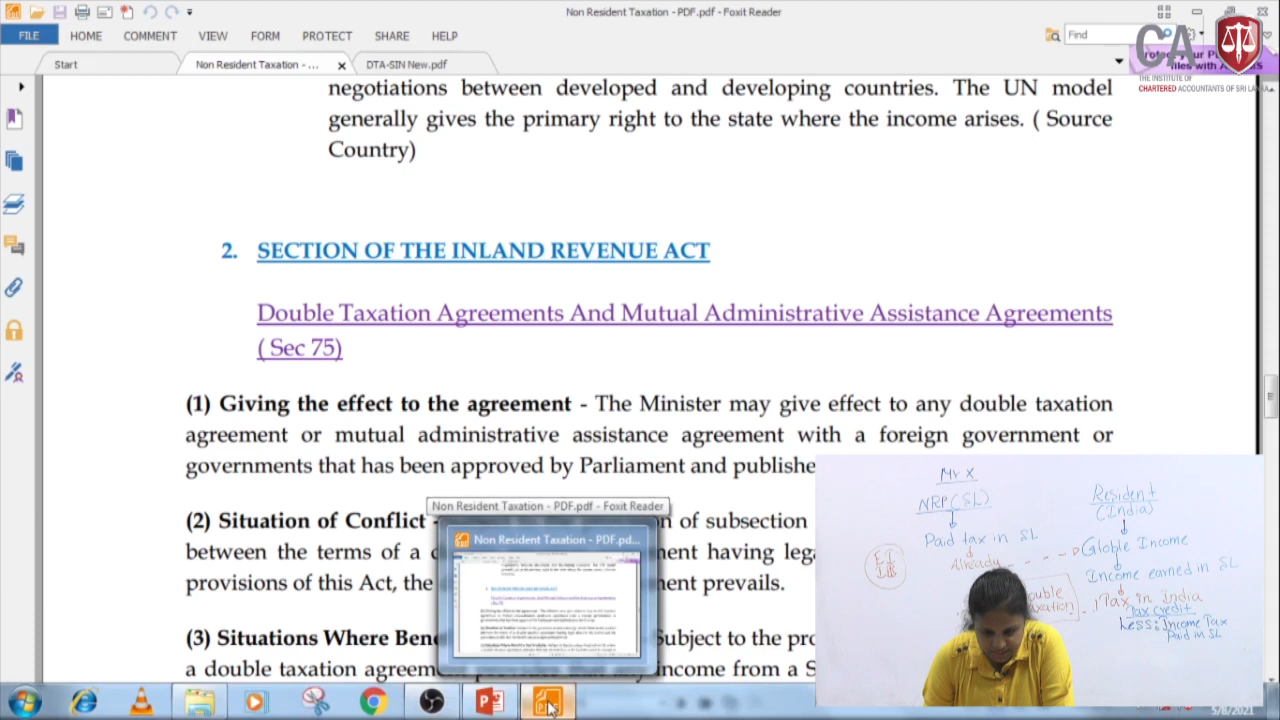 Non Resident Taxation - PDF.pdf - Foxit Reader
FILE HOME COMMENT VIEW FORM PROTECT SHARE HELP
Find
CA
THE INSTITUTE OF
CHARTERED ACCOUNTANTS OF SRI LANKA
Start Non Resident Taxation - ... DTA-SIN New.pdf
negotiations between developed and developing countries. The UN model
generally gives the primary right to the state where the income arises. ( Source
Country)
2. SECTION OF THE INLAND REVENUE ACT
Double Taxation Agreements And Mutual Administrative Assistance Agreements
( Sec 75)
(1) Giving the effect to the agreement - The Minister may give effect to any double taxation
agreement or mutual administrative assistance agreement with a foreign government or
governments that has been approved by Parliament and publishe
(2) Situation of Conflict - n of subsection
between the terms of a d ment having lega
provisions of this Act, the ment prevails.
(3) Situations Where Bene Subject to the pro
a double taxation agreem income from a S
Non Resident Taxation - PDF.pdf - Foxit Reader
Non Resident Taxation - PDF.pd...
Mr X
NRP (SL)
Paid tax in SL
Resident
(India)
Globle Income
Income earned in SL
Tax in
Tax credit
Less: Income Tax
5/8/2021